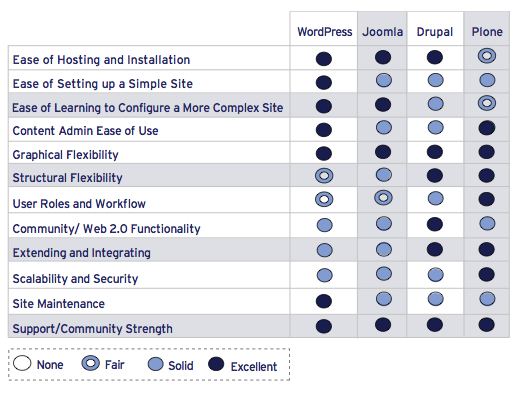 WordPress Joomla Drupal Plone
Ease of Hosting and Installation
Ease of Setting up a Simple Site
Ease of Learning to Configure a More Complex Site
Content Admin Ease of Use
Graphical Flexibility
Structural Flexibility
User Roles and Workflow
Community/ Web 2.0 Functionality
Extending and Integrating
Scalability and Security
Site Maintenance
Support/Community Strength
None Fair Solid Excellent